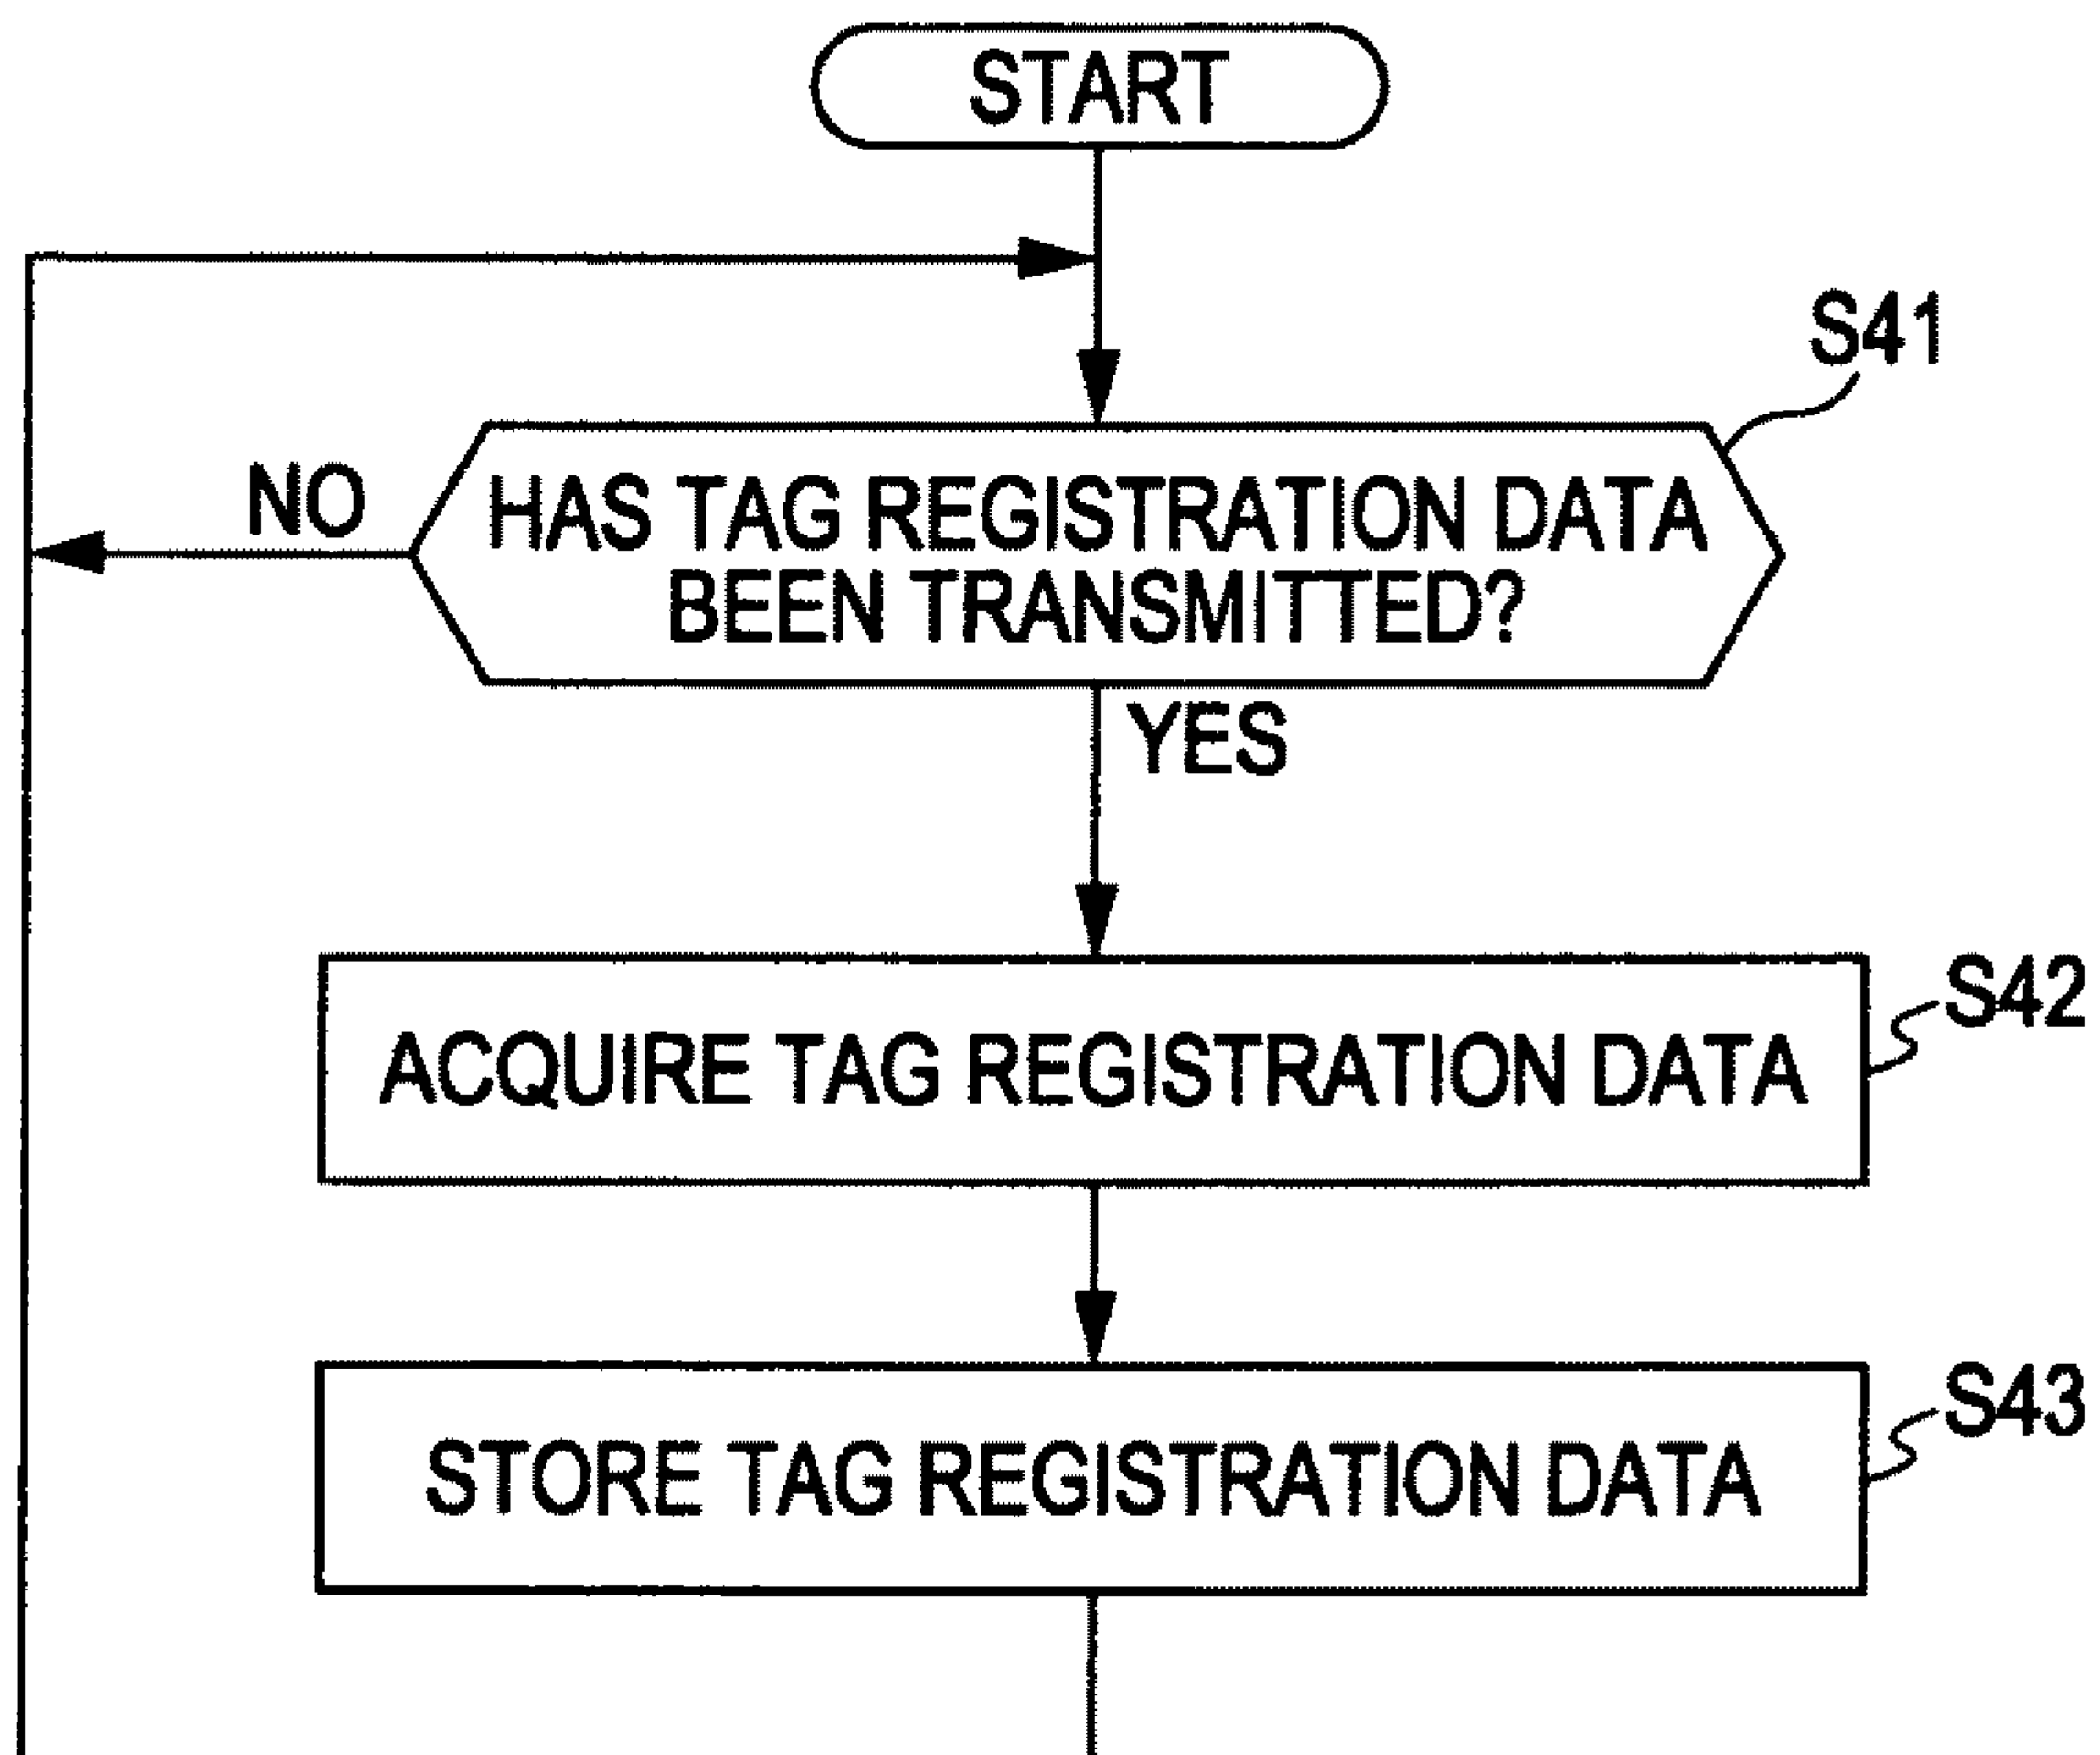 START
S41
NO
HAS TAG REGISTRATION DATA
BEEN TRANSMITTED?
YES
S42
ACQUIRE TAG REGISTRATION DATA
S43
STORE TAG REGISTRATION DATA